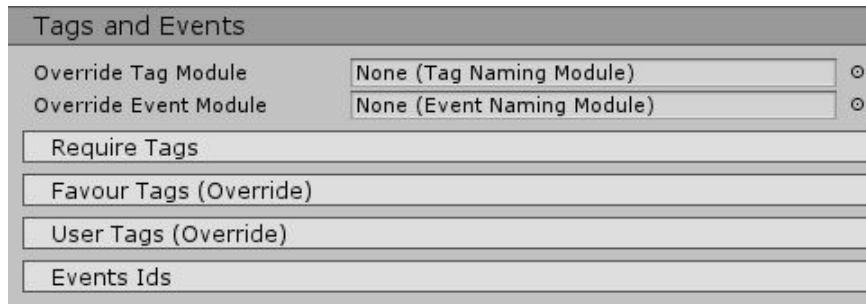 Tags and Events
Override Tag Module None (Tag Naming Module)
Override Event Module None (Event Naming Module)
Require Tags
Favour Tags (Override)
User Tags (Override)
Events Ids